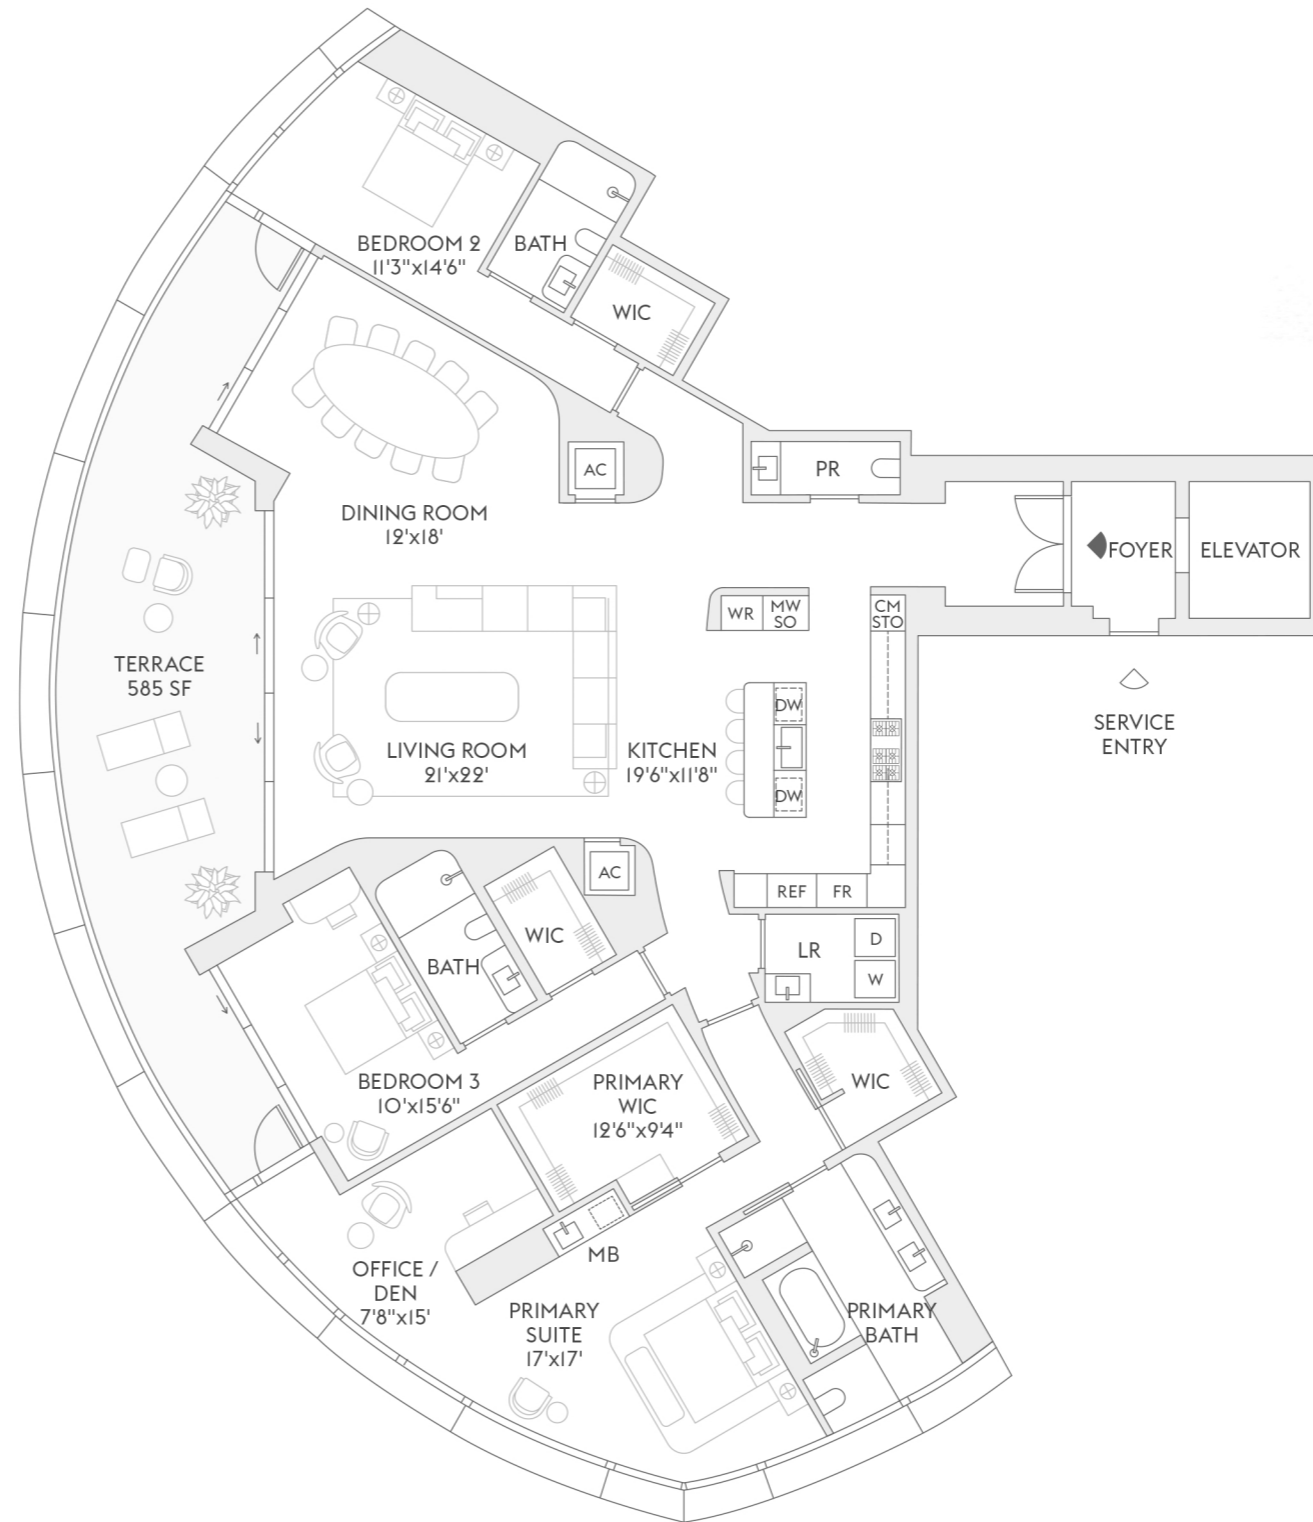 BEDROOM 2
11'3"x14'6"
BATH
WIC
AC
PR
DINING ROOM
12'x18'
FOYER
ELEVATOR
WR
MW
SO
CM
STO
TERRACE
585 SF
DW
SERVICE
ENTRY
LIVING ROOM
21'x22'
KITCHEN
19'6"x11'8"
DW
AC
REF
FR
WIC
BATH
LR
D
W
BEDROOM 3
10'x15'6"
PRIMARY
WIC
12'6"x9'4"
WIC
OFFICE /
DEN
7'8"x15'
MB
PRIMARY
SUITE
17'x17'
PRIMARY
BATH